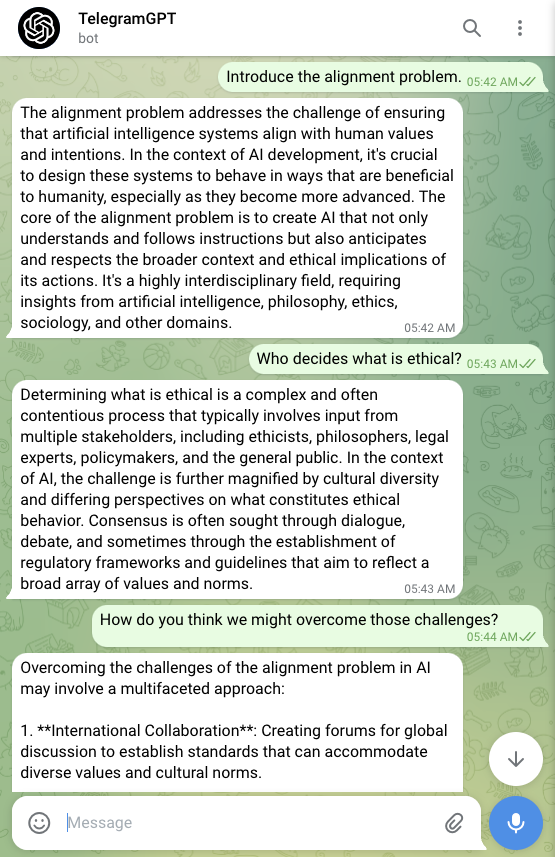 TelegramGPT
bot
Introduce the alignment problem. 05:42 AM
The alignment problem addresses the challenge of ensuring
that artificial intelligence systems align with human values
and intentions. In the context of AI development, it's crucial
to design these systems to behave in ways that are beneficial
to humanity, especially as they become more advanced. The
core of the alignment problem is to create AI that not only
understands and follows instructions but also anticipates
and respects the broader context and ethical implications of
its actions. It's a highly interdisciplinary field, requiring
insights from artificial intelligence, philosophy, ethics,
sociology, and other domains.
05:42 AM
Who decides what is ethical? 05:43 AM
Determining what is ethical is a complex and often
contentious process that typically involves input from
multiple stakeholders, including ethicists, philosophers, legal
experts, policymakers, and the general public. In the context
of AI, the challenge is further magnified by cultural diversity
and differing perspectives on what constitutes ethical
behavior. Consensus is often sought through dialogue,
debate, and sometimes through the establishment of
regulatory frameworks and guidelines that aim to reflect a
broad array of values and norms.
05:43 AM
How do you think we might overcome those challenges?
05:44 AM
Overcoming the challenges of the alignment problem in AI
may involve a multifaceted approach:
1. **International Collaboration**: Creating forums for global
discussion to establish standards that can accommodate
diverse values and cultural norms.
Message